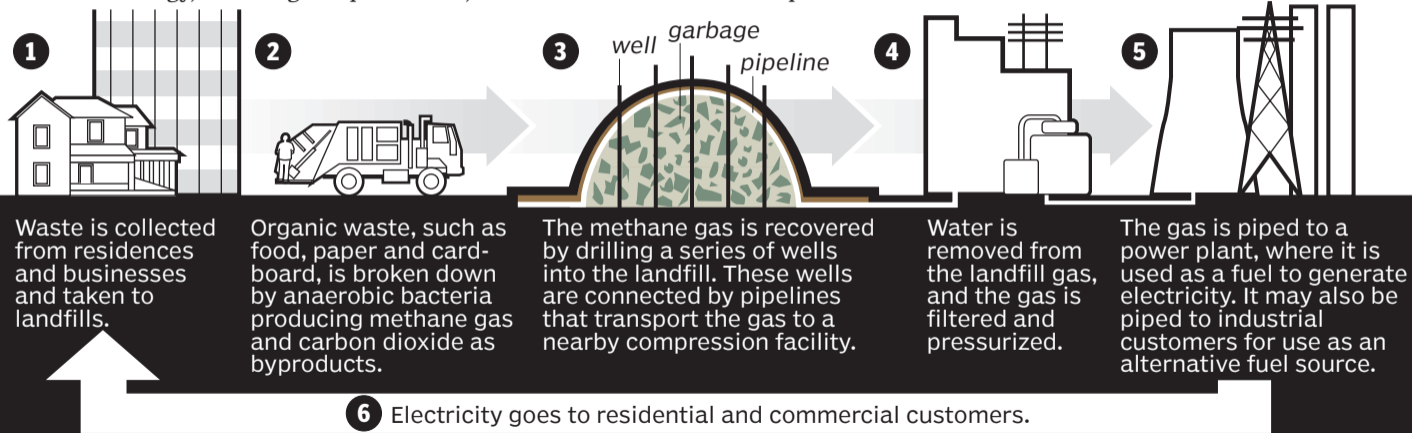 1
Waste is collected
from residences
and businesses
and taken to
landfills.
2
Organic waste, such as
food, paper and card-
board, is broken down
by anaerobic bacteria
producing methane gas
and carbon dioxide as
byproducts.
3
well
garbage
pipeline
The methane gas is recovered
by drilling a series of wells
into the landfill. These wells
are connected by pipelines
that transport the gas to a
nearby compression facility.
4
Water is
removed from
the landfill gas,
and the gas is
filtered and
pressurized.
5
The gas is piped to a
power plant, where it is
used as a fuel to generate
electricity. It may also be
piped to industrial
customers for use as an
alternative fuel source.
6 Electricity goes to residential and commercial customers.